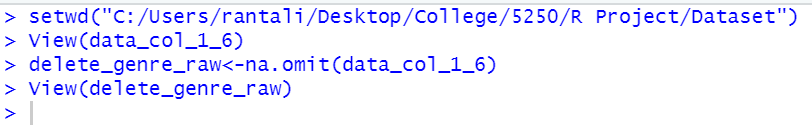 > setwd("C:/Users/rantali/Desktop/College/5250/R Project/Dataset")
> View(data_col_1_6)
> delete_genre_raw<-na.omit(data_col_1_6)
> View(delete_genre_raw)
>